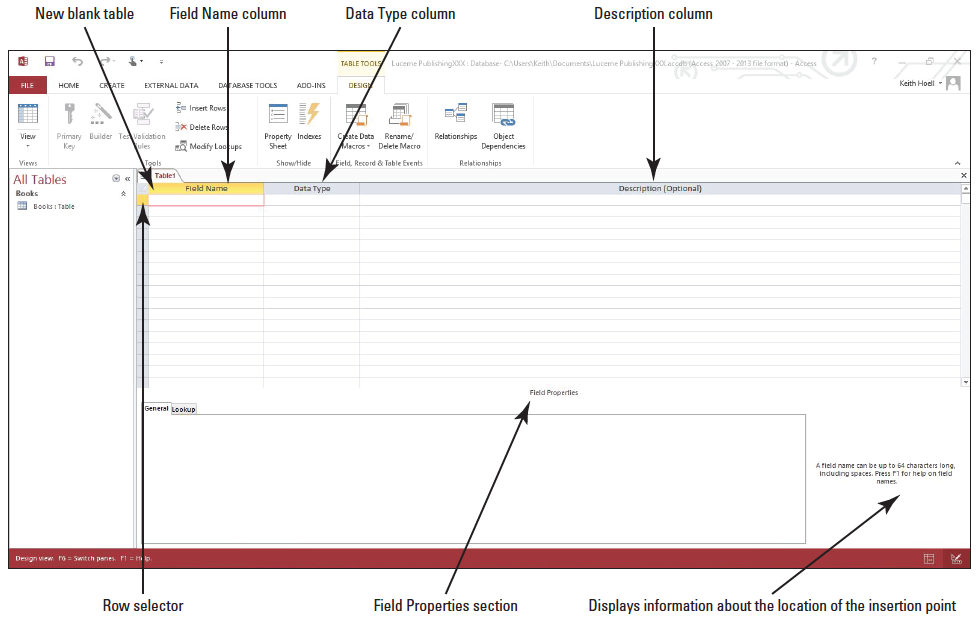 New blank table
Field Name column
Data Type column
Description column
TABLE TOOLS
Lucerne PublishingXXX : Database- C:\Users\Keith\Documents\Lucerne PublishingXXX.accdb (Access 2007 - 2013 file format) - Access
?
FILE
HOME
CREATE
EXTERNAL DATA
DATABASE TOOLS
ADD-INS
DESIGN
Keith Hoell
View
Primary Key
Builder
Test Validation Rules
Insert Rows
Delete Rows
Modify Lookups
Property Sheet
Indexes
Create Data Macros
Rename/ Delete Macro
Relationships
Object Dependencies
Views
Tools
Show/Hide
Field, Record & Table Events
Relationships
All Tables
Books
Books : Table
Table1
Field Name
Data Type
Description (Optional)
Field Properties
General
Lookup
A field name can be up to 64 characters long,
including spaces. Press F1 for help on field
names.
Design view. F6 = Switch panes. F1 = Help.
Row selector
Field Properties section
Displays information about the location of the insertion point